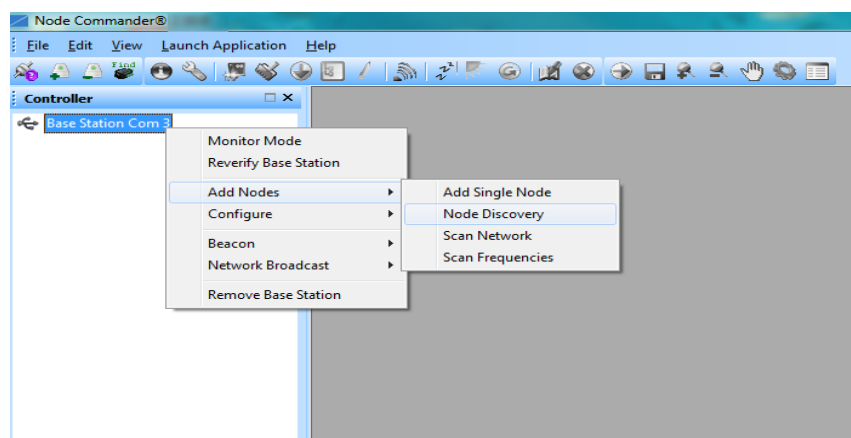 Node Commander®
File Edit View Launch Application Help
Find
Controller
Base Station Com 3
Monitor Mode
Reverify Base Station
Add Nodes
Configure
Beacon
Network Broadcast
Remove Base Station
Add Single Node
Node Discovery
Scan Network
Scan Frequencies